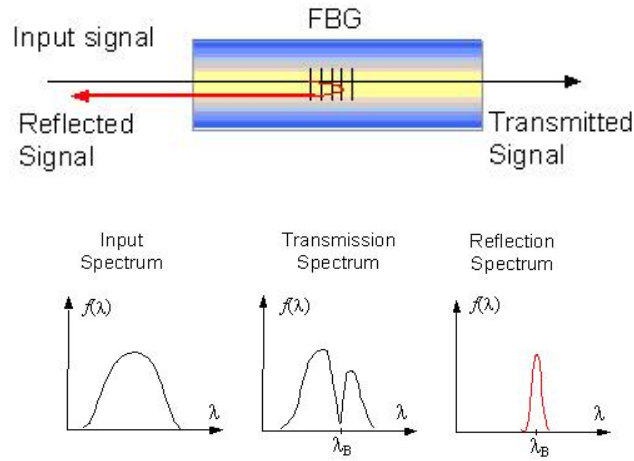 FBG
Input signal
Reflected
Signal
Transmitted
Signal
Input
Spectrum
Transmission
Spectrum
Reflection
Spectrum
f(λ)
f(λ)
f(λ)
λ
λ
λ
λB
λB